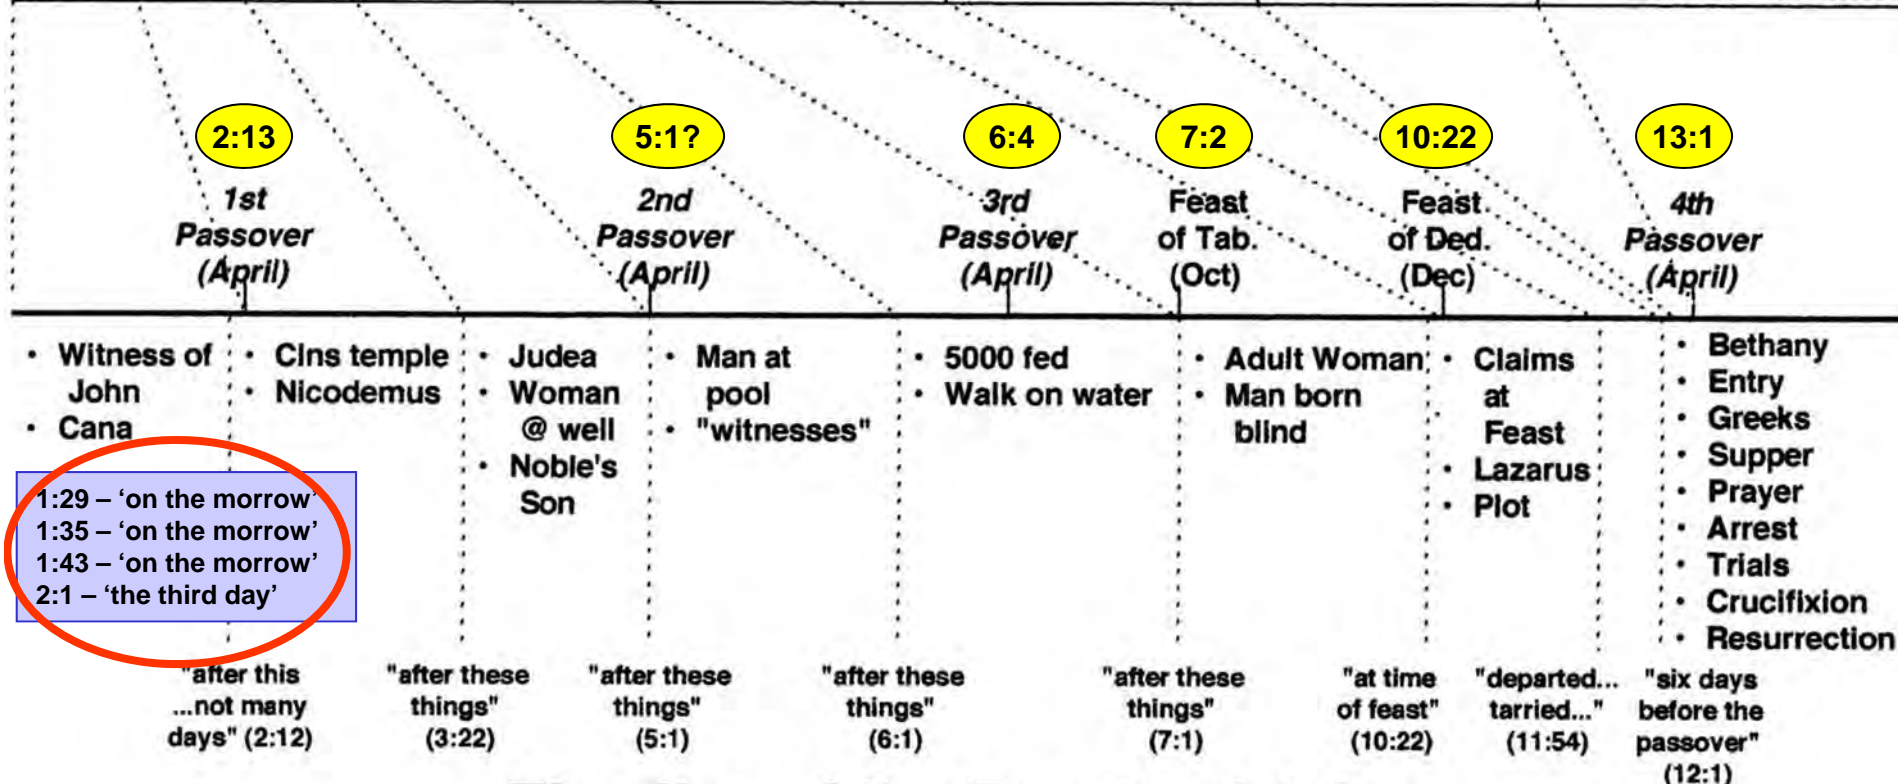 2:13
5:1?
6:4
7:2
10:22
13:1
1st
Passover
(April)
2nd
Passover
(April)
3rd
Passover
(April)
Feast
of Tab.
(Oct)
Feast
of Ded.
(Dec)
4th
Passover
(April)
• Witness of
John
• Cana
• Clns temple
• Nicodemus
• Judea
• Woman
@ well
• Noble's
Son
• Man at
pool
• "witnesses"
• 5000 fed
• Walk on water
• Adult Woman
• Man born
blind
• Claims
at
Feast
• Lazarus
• Plot
• Bethany
• Entry
• Greeks
• Supper
• Prayer
• Arrest
• Trials
• Crucifixion
• Resurrection
1:29 – ‘on the morrow’
1:35 – ‘on the morrow’
1:43 – ‘on the morrow’
2:1 – ‘the third day’
"after this
...not many
days" (2:12)
"after these
things"
(3:22)
"after these
things"
(5:1)
"after these
things"
(6:1)
"after these
things"
(7:1)
"at time
of feast"
(10:22)
"departed...
tarried..."
(11:54)
"six days
before the
passover"
(12:1)